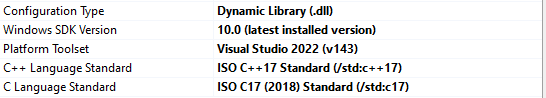 Configuration Type Dynamic Library (.dll)
Windows SDK Version 10.0 (latest installed version)
Platform Toolset Visual Studio 2022 (v143)
C++ Language Standard ISO C++17 Standard (/std:c++17)
C Language Standard ISO C17 (2018) Standard (/std:c17)